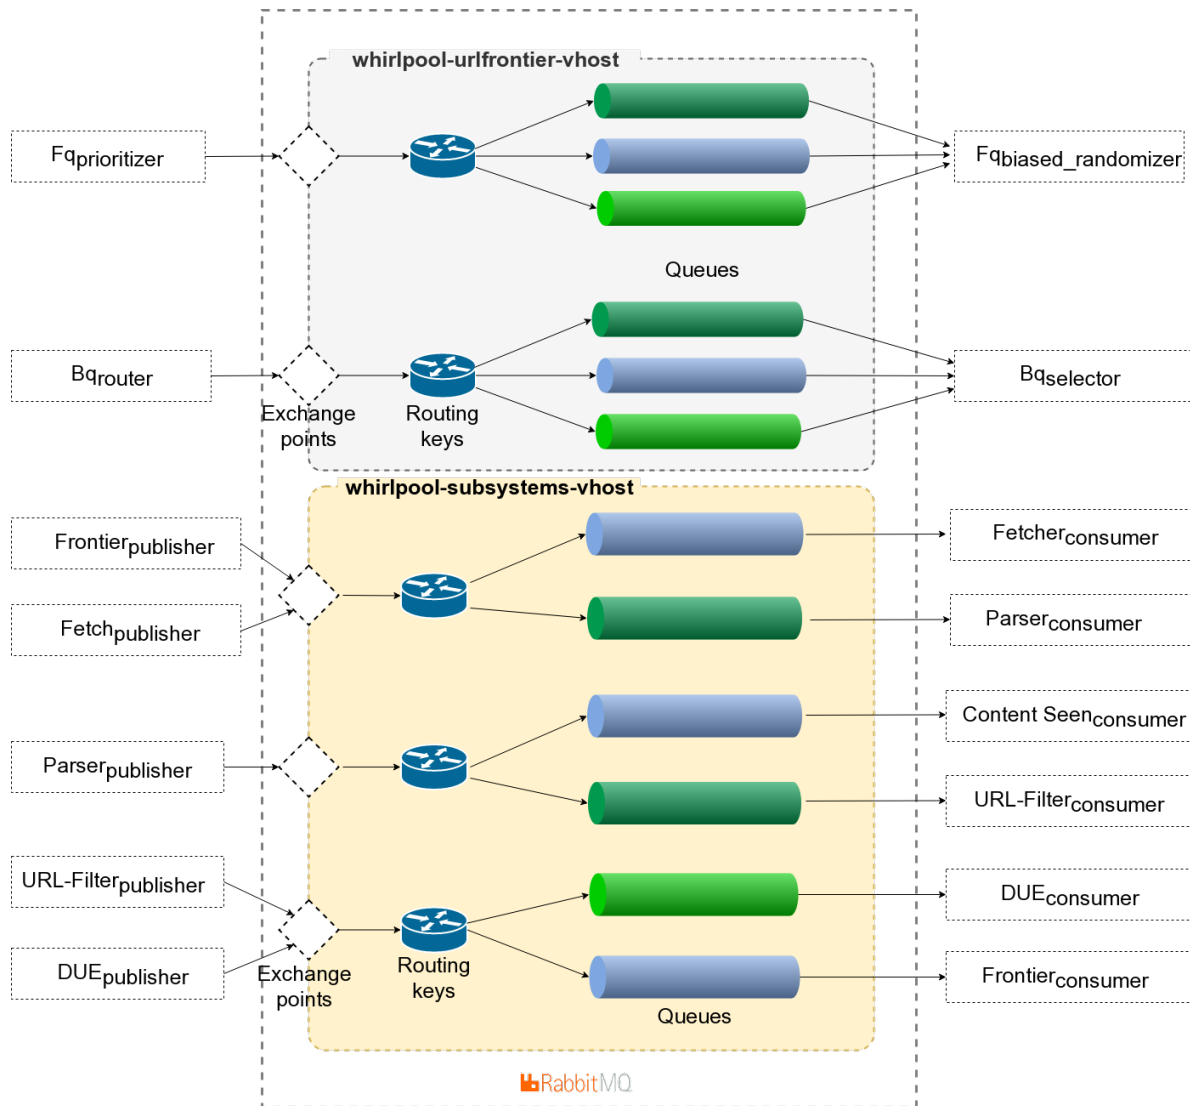 whirlpool-urlfrontier-vhost
Fqprioritizer
Fqbiased_randomizer
Queues
Bqrouter
Bqselector
Exchange
points
Routing
keys
whirlpool-subsystems-vhost
Frontierpublisher
Fetcherconsumer
Fetchpublisher
Parserconsumer
Content Seenconsumer
Parserpublisher
URL-Filterconsumer
URL-Filterpublisher
DUEconsumer
DUEpublisher
Exchange
points
Routing
keys
Frontierconsumer
Queues
RabbitMQ